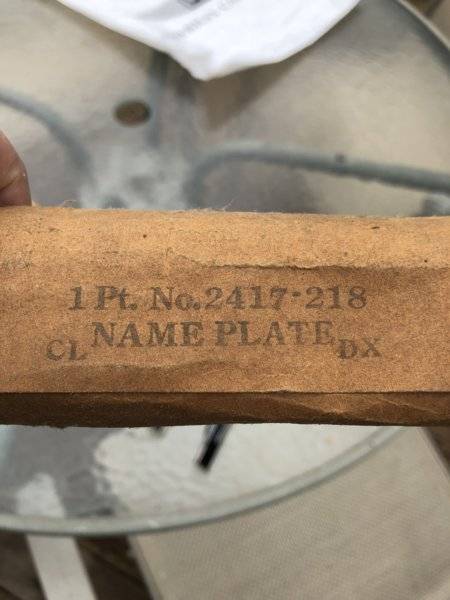 1 Pt. No. 2417-218
NAME PLATE
CL DX